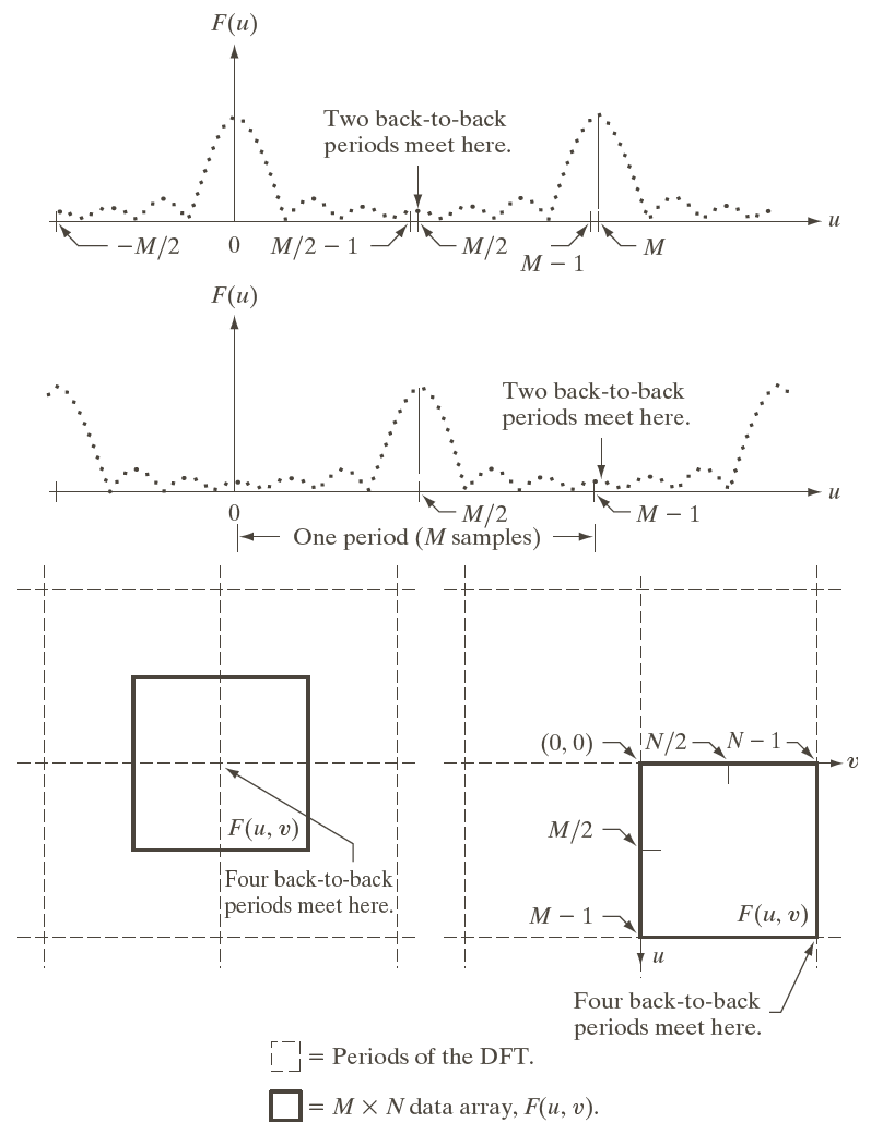 F(u)
Two back-to-back
periods meet here.
u
−M/2
0
M/2 − 1
M/2
M − 1
M
F(u)
Two back-to-back
periods meet here.
u
0
M/2
M − 1
One period (M samples)
(0, 0)
N/2
N − 1
v
M/2
F(u, v)
Four back-to-back
periods meet here.
M − 1
F(u, v)
u
Four back-to-back
periods meet here.
= Periods of the DFT.
= M × N data array, F(u, v).